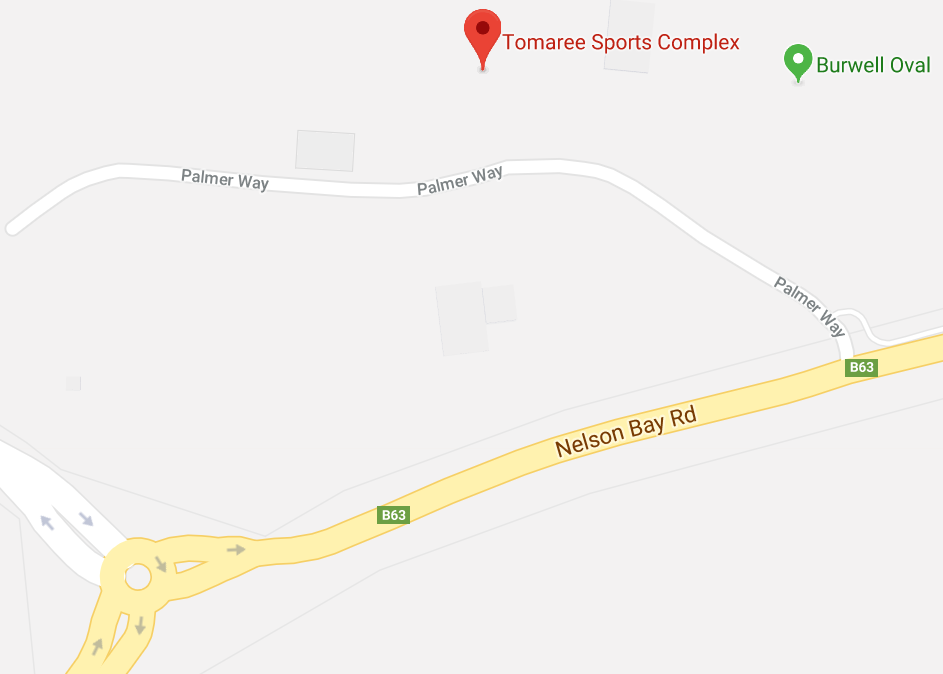 Tomaree Sports Complex
Burwell Oval
Palmer Way
Palmer Way
Palmer Way
B63
Nelson Bay Rd
B63